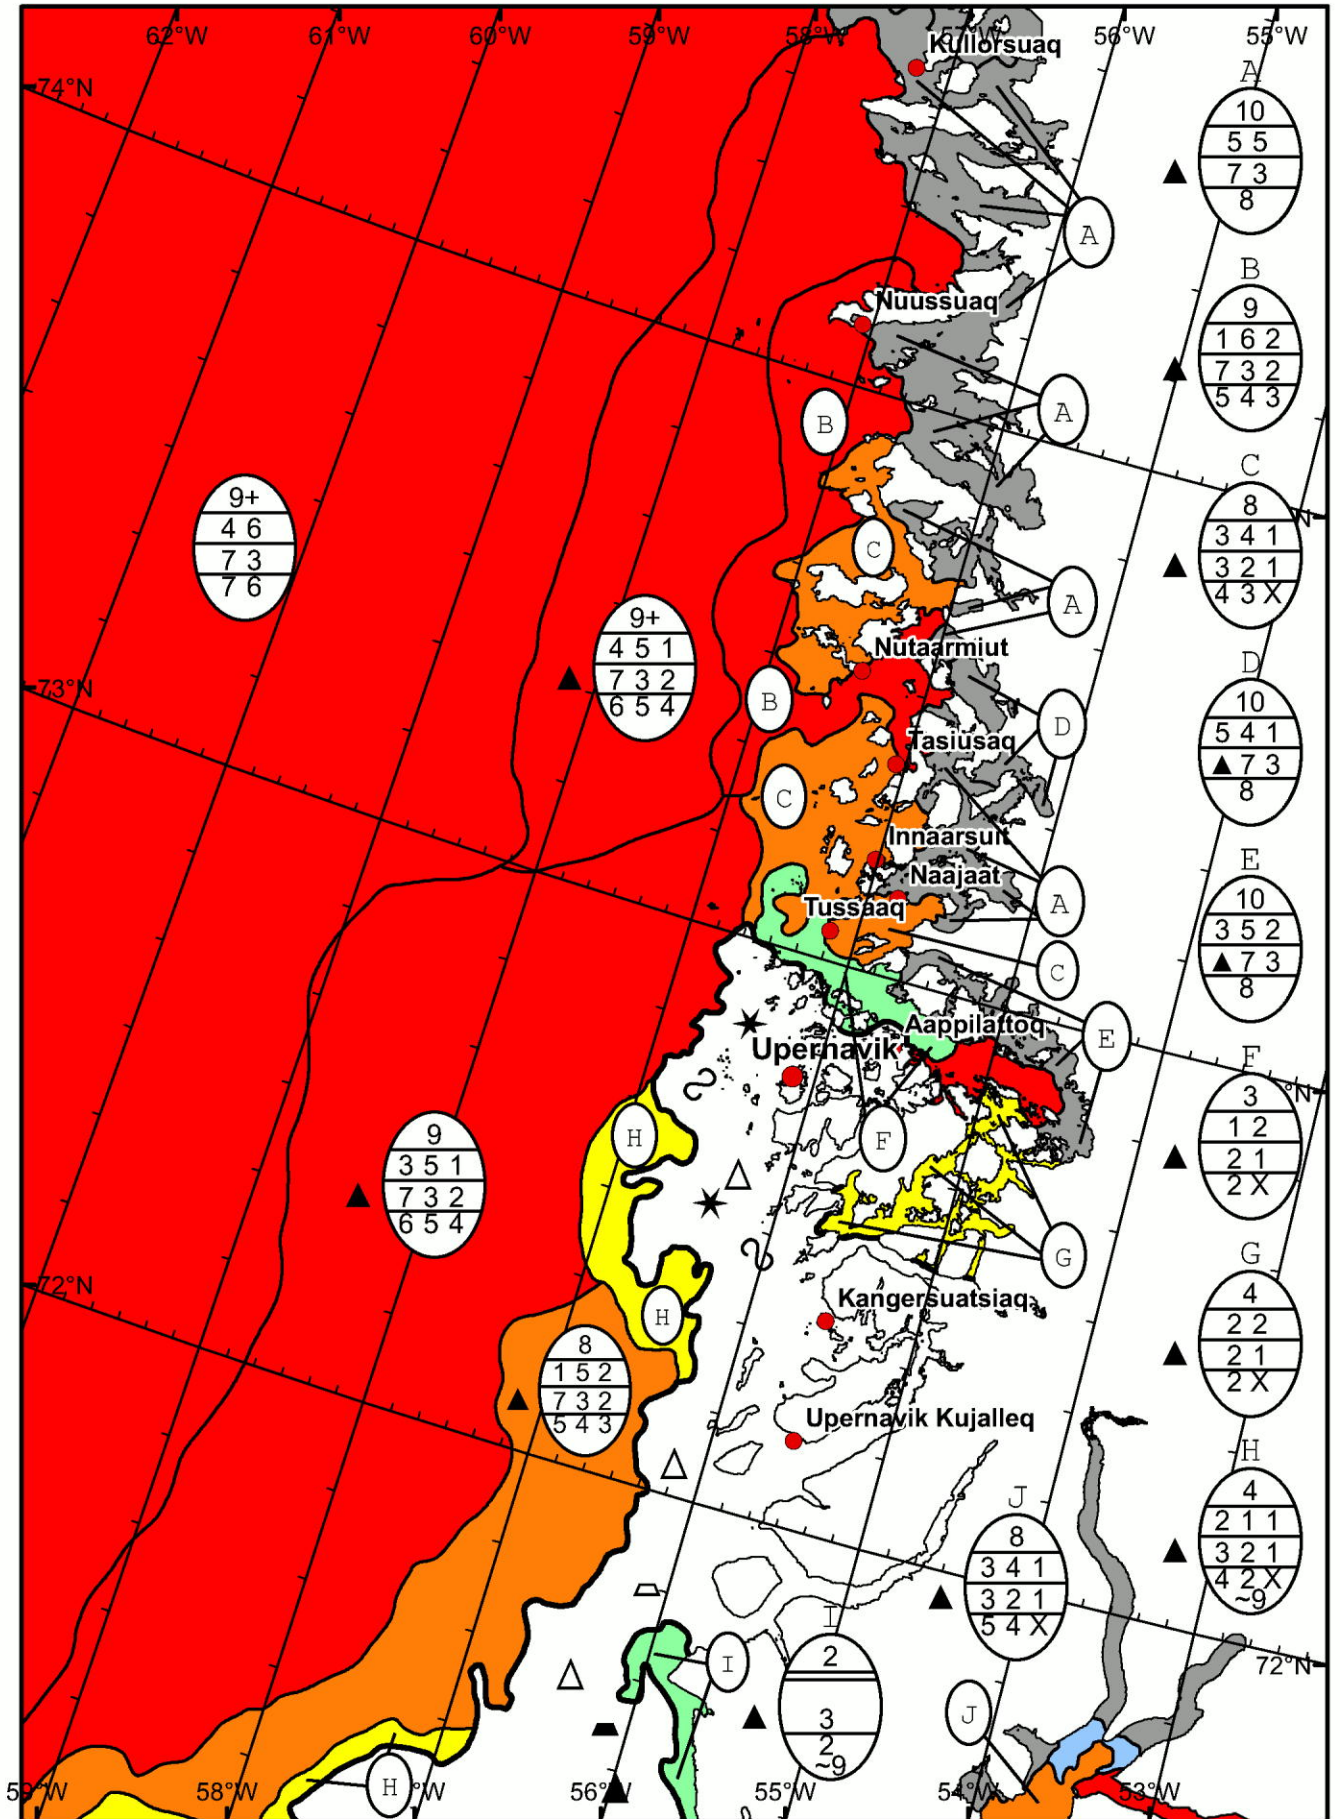 62°W 61°W 60°W 59°W 58°W 57°W 56°W 55°W
Kullorsuaq
74°N
A
10
5 5
7 3
8
A
B
9
1 6 2
7 3 2
5 4 3
Nuussuaq
A
B
C
8
3 4 1
3 2 1
4 3 X
N
9+
4 6
7 3
7 6
C
A
9+
4 5 1
7 3 2
6 5 4
Nutaarmiut
73°N
B
D
D
10
5 4 1
▲ 7 3
8
Tasiusaq
C
Innaarsuit
Naajaat
A
Tussaaq
C
E
10
3 5 2
▲ 7 3
8
Aappilattoq
E
Upernavik
°N
F
3
1 2
2 1
2 X
H
F
9
3 5 1
7 3 2
6 5 4
G
G
4
2 2
2 1
2 X
72°N
Kangersuatsiaq
H
8
1 5 2
7 3 2
5 4 3
Upernavik Kujalleq
H
4
2 1 1
3 2 1
4 2 X
~9
J
8
3 4 1
3 2 1
5 4 X
I
I
2
3
2
~9
72°N
J
H
59°W 58°W °W 56°W 55°W 54°W 53°W